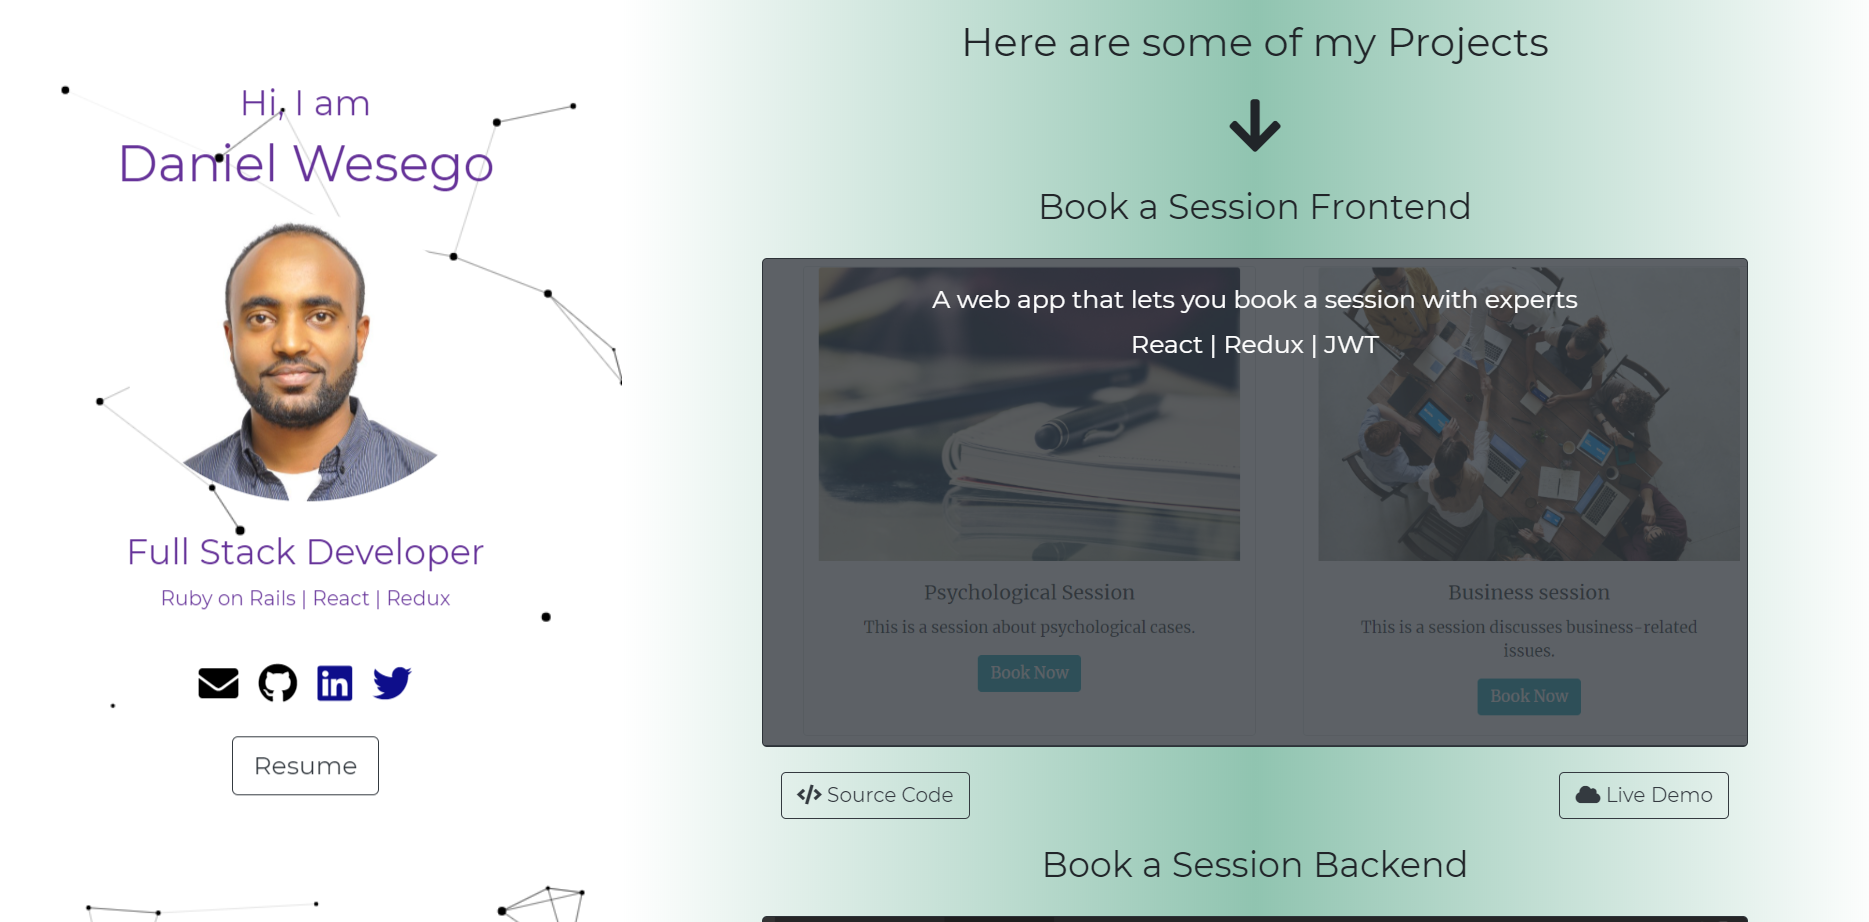 Hi, I am
Daniel Wesego
Full Stack Developer
Ruby on Rails | React | Redux
Resume
Here are some of my Projects
Book a Session Frontend
A web app that lets you book a session with experts
React | Redux | JWT
Psychological Session
This is a session about psychological cases.
Book Now
Business session
This is a session discusses business-related
issues.
Book Now
Source Code
Live Demo
Book a Session Backend